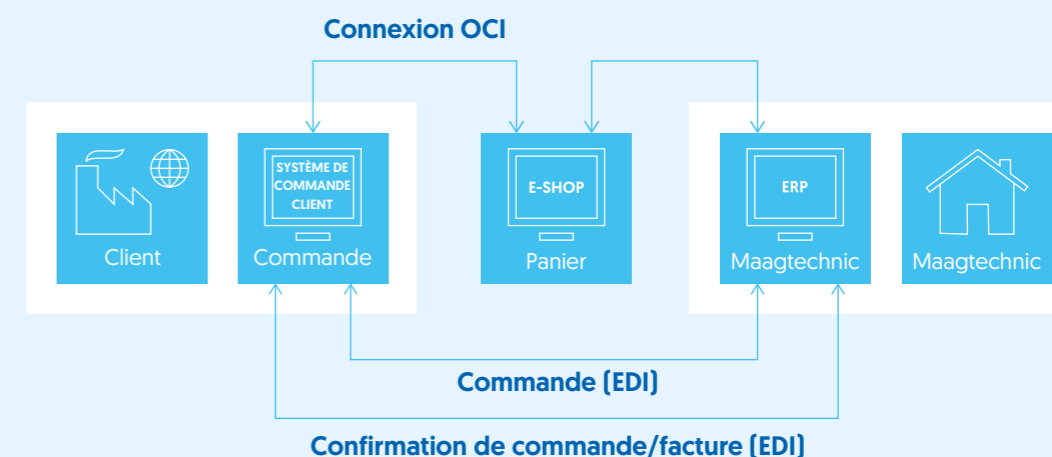 Connexion OCI
SYSTÈME DE
COMMANDE
CLIENT
E-SHOP
ERP
Client
Commande
Panier
Maagtechnic
Maagtechnic
Commande (EDI)
Confirmation de commande/facture (EDI)